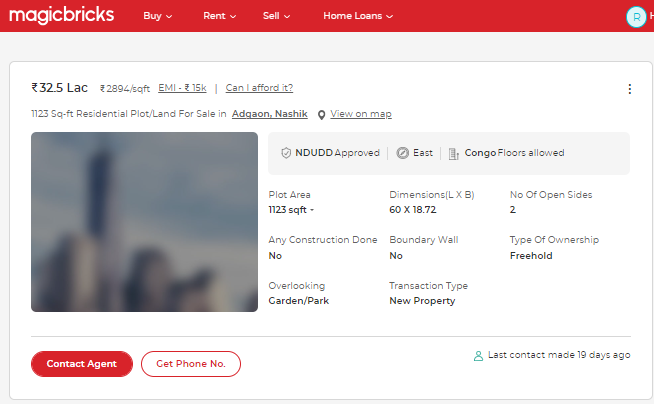 magicbricks Buy Rent Sell Home Loans R H
₹32.5 Lac ₹2894/sqft EMI - ₹ 15k | Can I afford it?
1123 Sq-ft Residential Plot/Land For Sale in Adgaon, Nashik View on map
NDUDD Approved East Congo Floors allowed
Plot Area Dimensions(L X B) No Of Open Sides
1123 sqft 60 X 18.72 2
Any Construction Done Boundary Wall Type Of Ownership
No No Freehold
Overlooking Transaction Type
Garden/Park New Property
Contact Agent Get Phone No. Last contact made 19 days ago